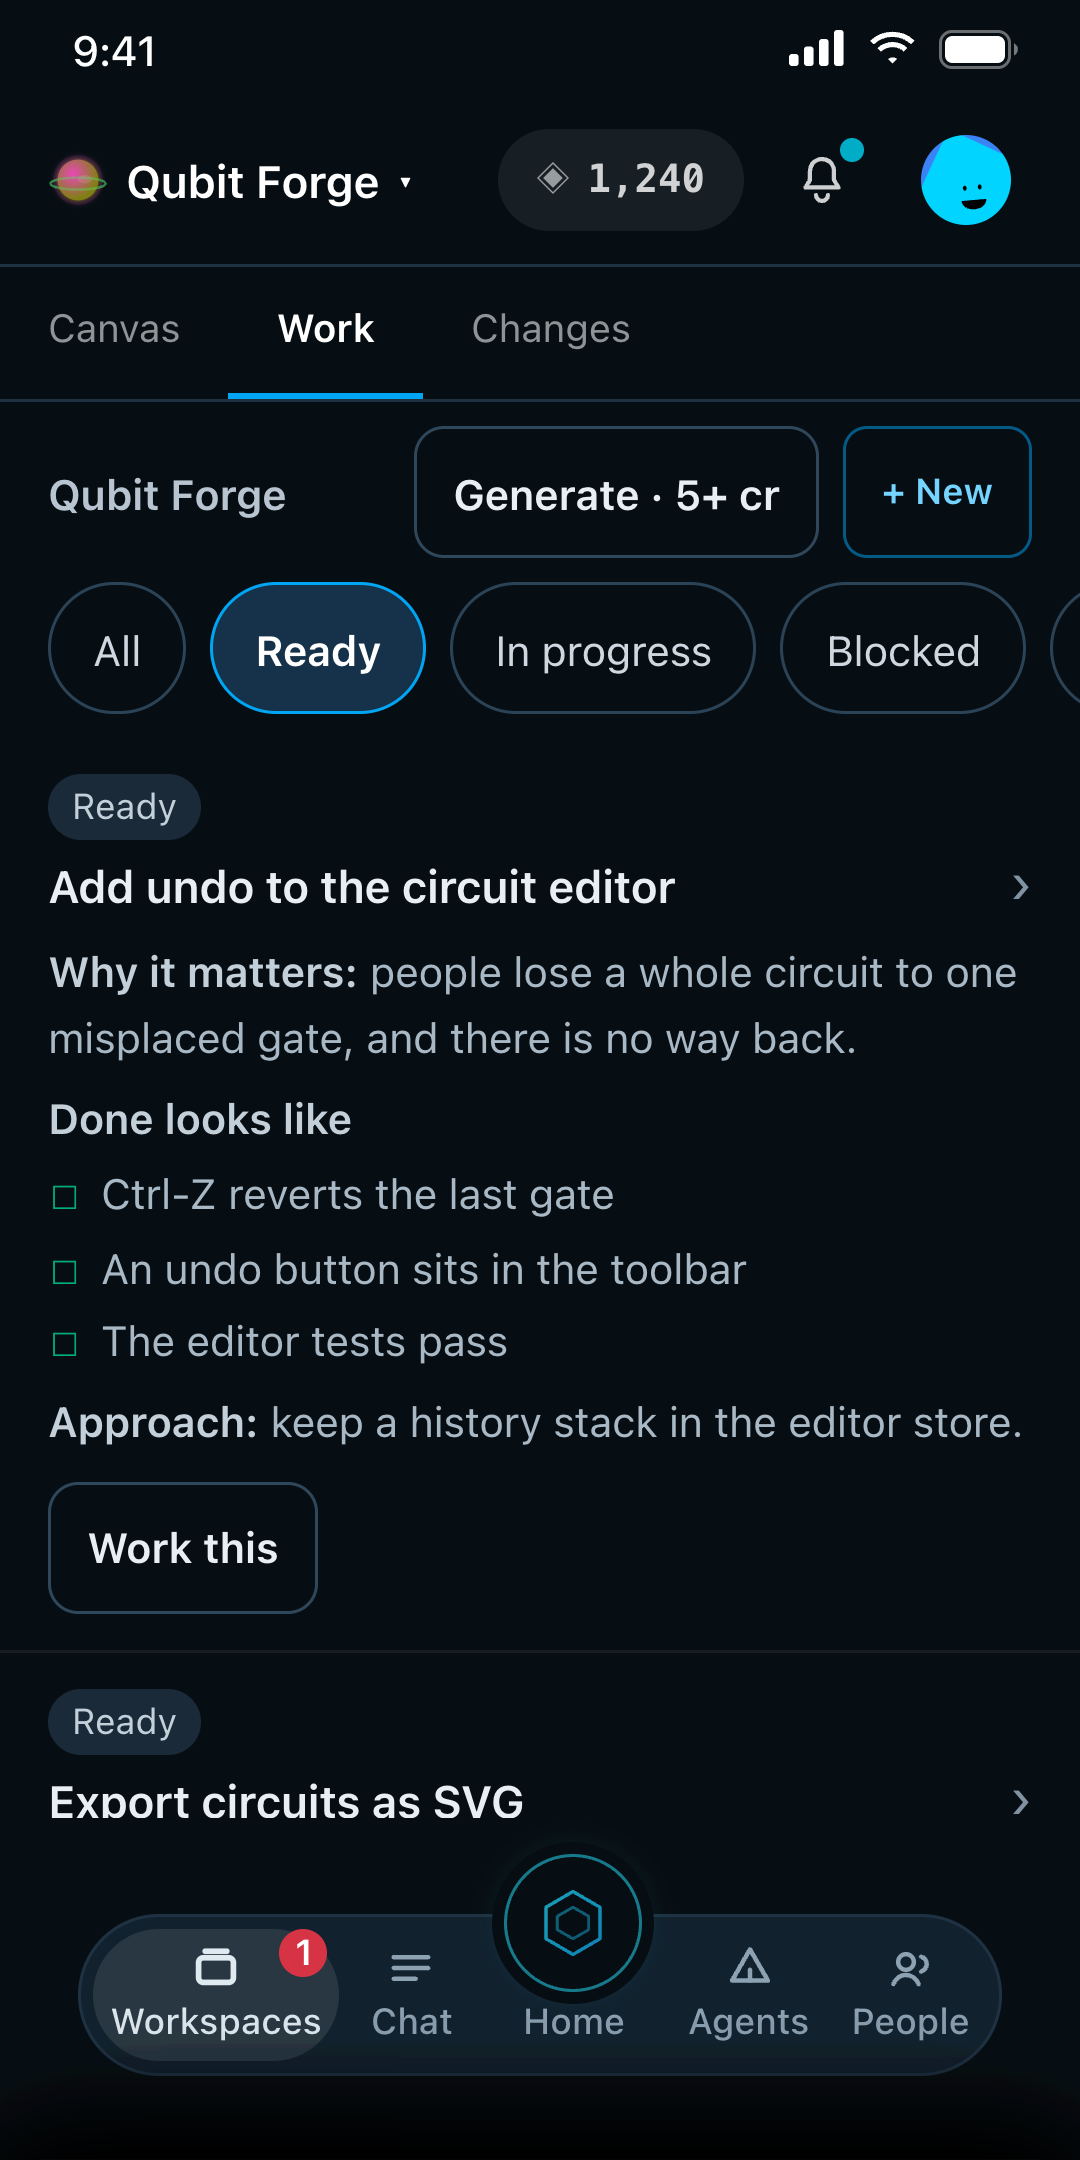 9:41
Qubit Forge
1,240
Canvas
Work
Changes
Qubit Forge
Generate · 5+ cr
+ New
All
Ready
In progress
Blocked
Ready
Add undo to the circuit editor
Why it matters: people lose a whole circuit to one
misplaced gate, and there is no way back.
Done looks like
Ctrl-Z reverts the last gate
An undo button sits in the toolbar
The editor tests pass
Approach: keep a history stack in the editor store.
Work this
Ready
Export circuits as SVG
1
Workspaces
Chat
Home
Agents
People